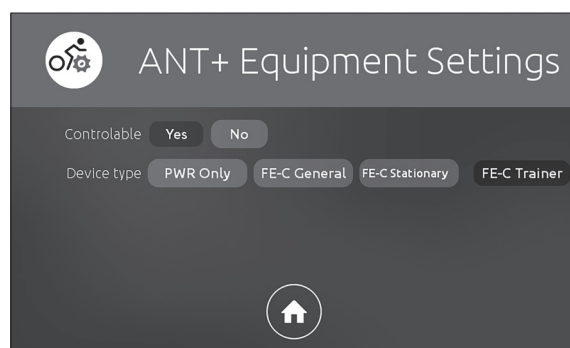 ANT+ Equipment Settings
Controlable Yes No
Device type PWR Only FE-C General FE-C Stationary FE-C Trainer